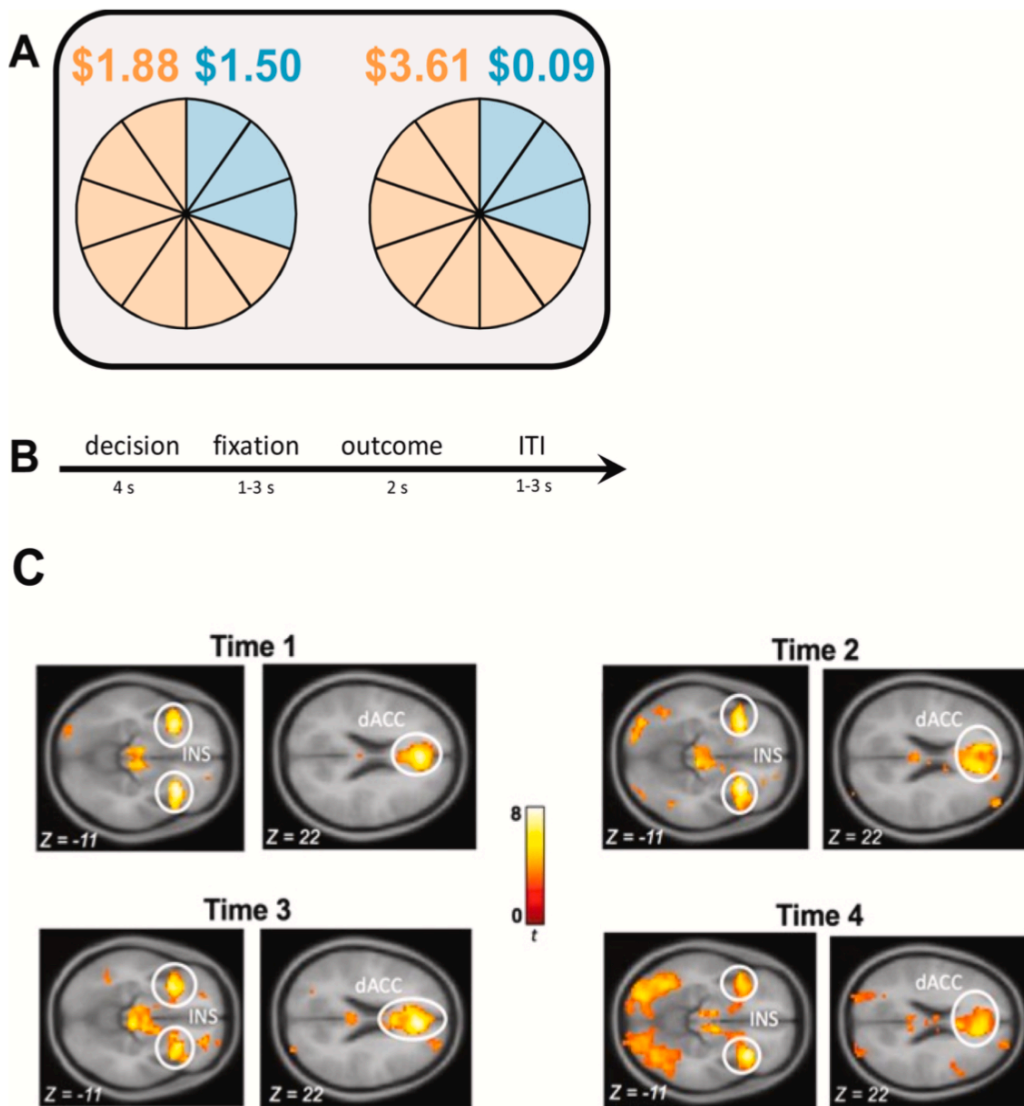 A
$1.88 $1.50 $3.61 $0.09
B
decision fixation outcome ITI
4 s 1-3 s 2 s 1-3 s
C
Time 1
INS
Z = -11
dACC
Z = 22
Time 2
INS
Z = -11
dACC
Z = 22
8
0
t
Time 3
INS
Z = -11
dACC
Z = 22
Time 4
INS
Z = -11
dACC
Z = 22